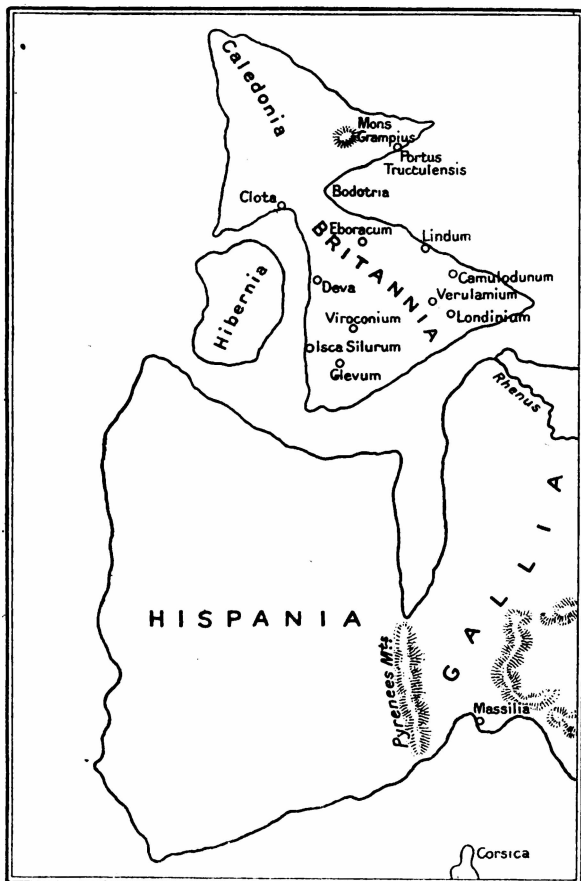 Caledonia
Mons
Grampius
Portus
Tructulensis
Bodotria
Clota
BRITANNIA
Eboracum
Lindum
Hibernia
Deva
Camulodunum
Verulamium
Londinium
Viroconium
Isca Silurum
Glevum
Rhenus
GALLIA
HISPANIA
Pyrenees Mts
Massilia
Corsica